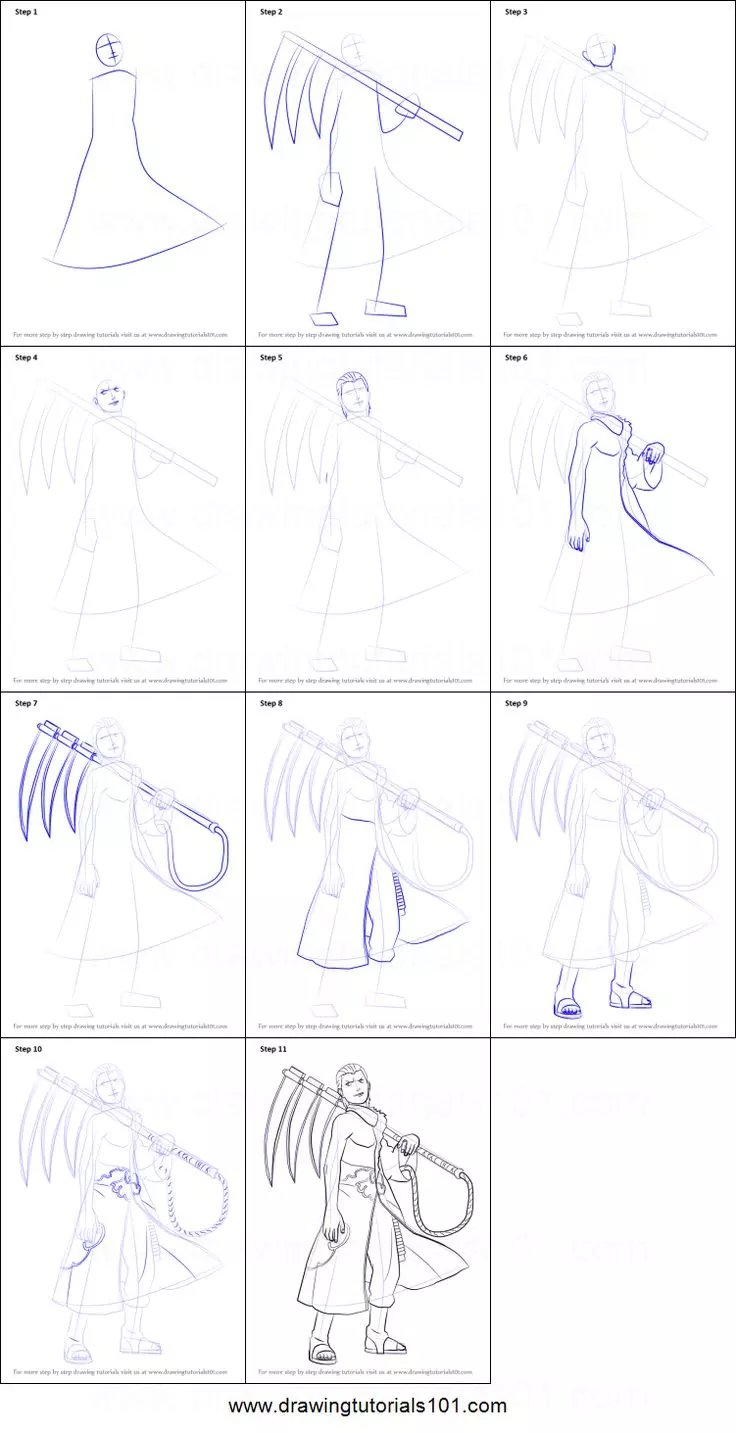 Step 1
Step 2
Step 3
For more step by step drawing tutorials visit us at www.drawingtutorials101.com
For more step by step drawing tutorials visit us at www.drawingtutorials101.com
For more step by step drawing tutorials visit us at www.drawingtutorials101.com
Step 4
Step 5
Step 6
For more step by step drawing tutorials visit us at www.drawingtutorials101.com
For more step by step drawing tutorials visit us at www.drawingtutorials101.com
For more step by step drawing tutorials visit us at www.drawingtutorials101.com
Step 7
Step 8
Step 9
For more step by step drawing tutorials visit us at www.drawingtutorials101.com
For more step by step drawing tutorials visit us at www.drawingtutorials101.com
For more step by step drawing tutorials visit us at www.drawingtutorials101.com
Step 10
Step 11
For more step by step drawing tutorials visit us at www.drawingtutorials101.com
For more step by step drawing tutorials visit us at www.drawingtutorials101.com
www.drawingtutorials101.com